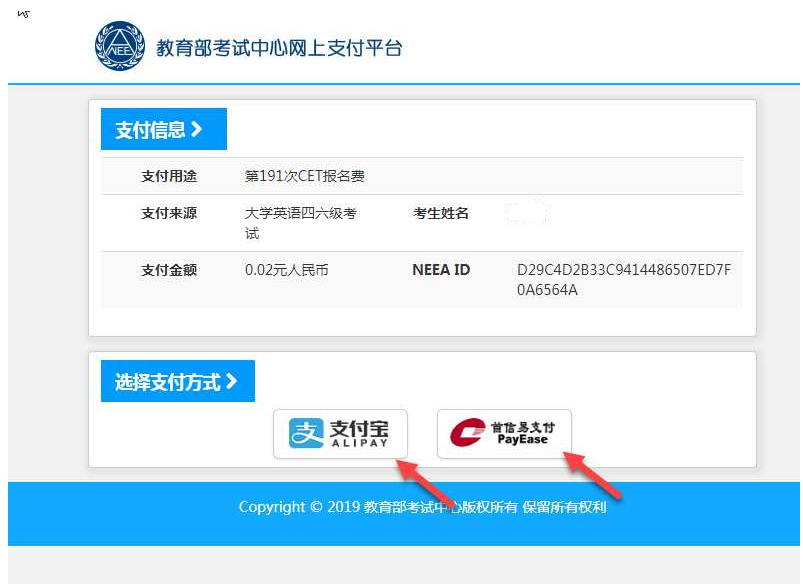 NEEA
教育部考试中心网上支付平台
支付信息
支付用途 第191次CET报名费
支付来源 大学英语四六级考试 考生姓名
支付金额 0.02元人民币 NEEA ID D29C4D2B33C9414486507ED7F0A6564A
选择支付方式
支付宝 ALIPAY
首信易支付 PayEase
Copyright © 2019 教育部考试中心版权所有 保留所有权利